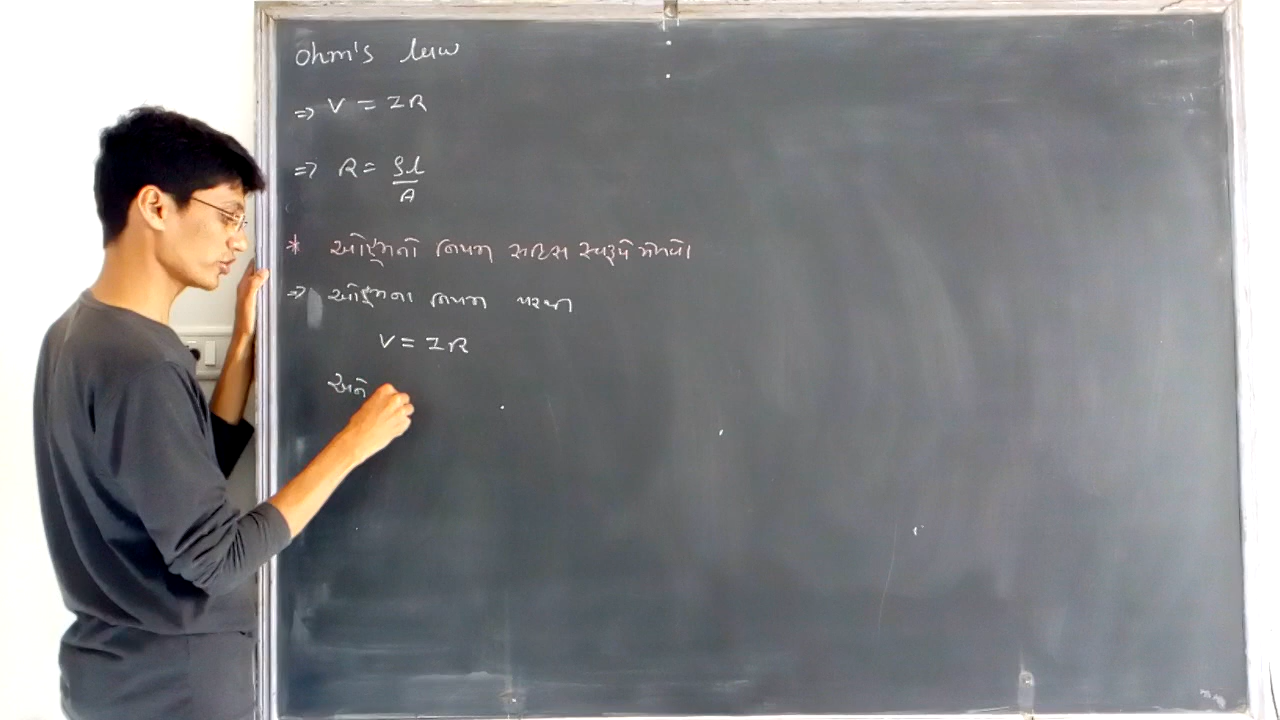 Ohm's law
⇒ V = IR
⇒ R = ρl/A
* ઓહ્મનો નિયમ સદિશ સ્વરૂપે મેળવો
⇒ ઓહ્મના નિયમ પરથી
V = IR
અને